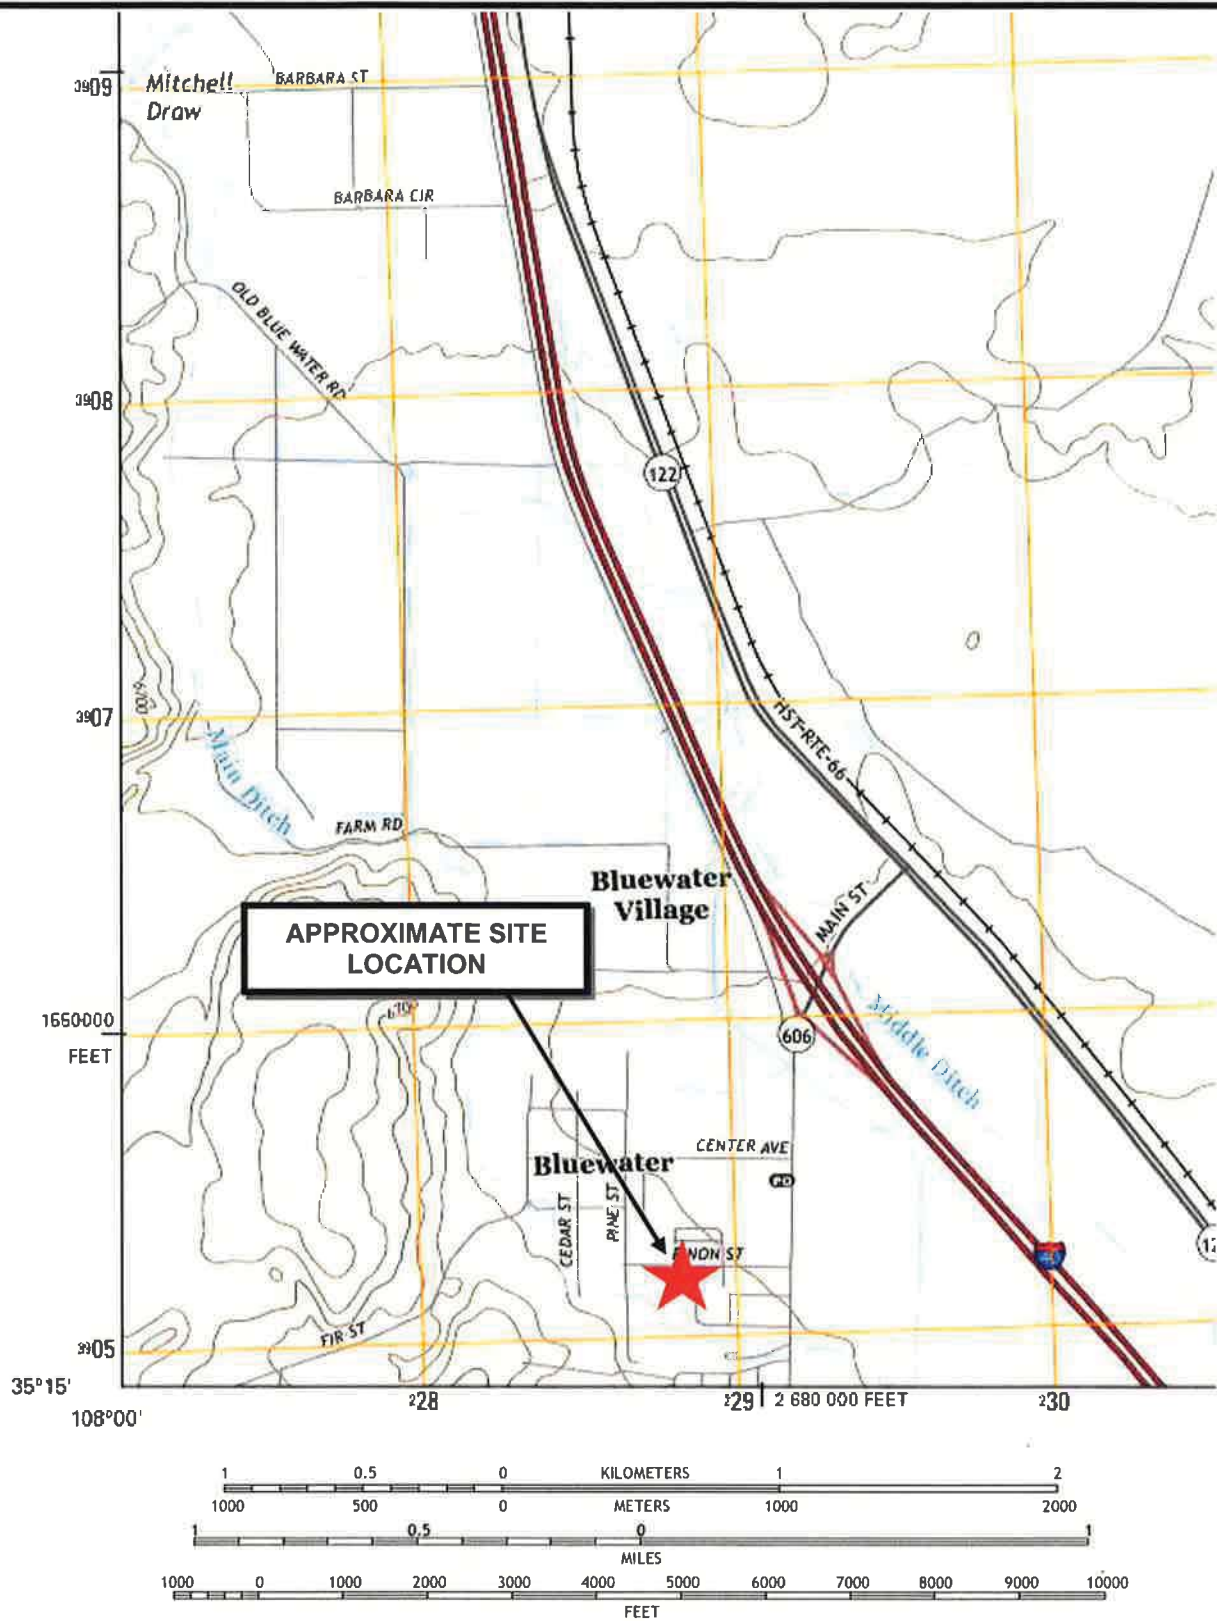 3909
Mitchell
Draw
BARBARA ST
BARBARA CIR
OLD BLUE WATER RD
3908
122
6700
3907
Main Ditch
HST-RTE-66
FARM RD
Bluewater
Village
MAIN ST
APPROXIMATE SITE
LOCATION
6700
1660000
FEET
606
Middle Ditch
CENTER AVE
Bluewater
CEDAR ST
PINE ST
FIR ST
3905
35°15'
108°00'
228
229
2 680 000 FEET
230
1 0.5 0 KILOMETERS 1 2
1000 500 0 METERS 1000 2000
1 0.5 0 1
MILES
1000 0 1000 2000 3000 4000 5000 6000 7000 8000 9000 10000
FEET